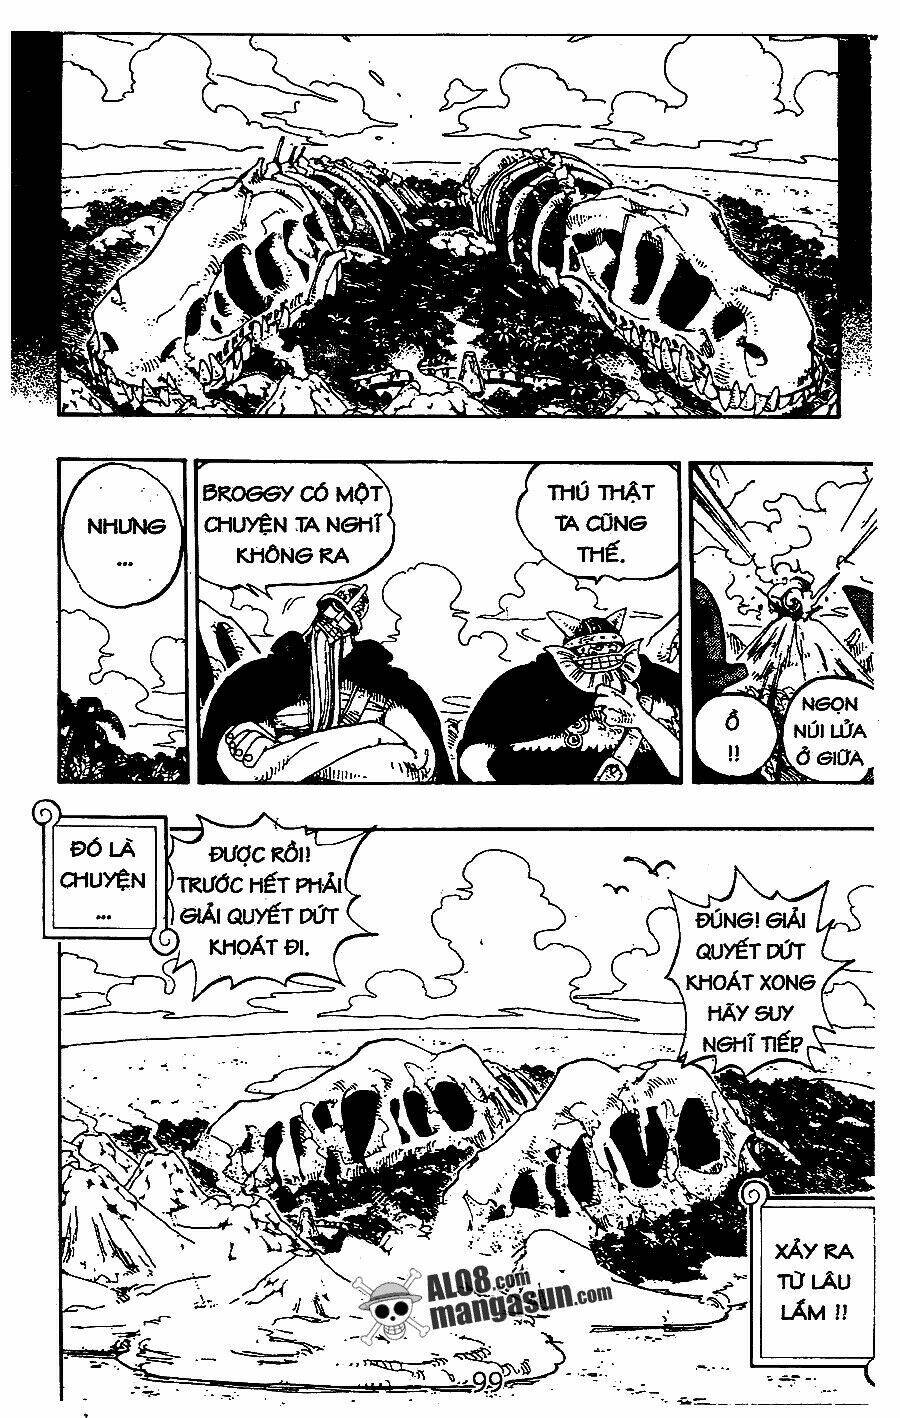 NHƯNG
...
BROGGY CÓ MỘT
CHUYỆN TA NGHĨ
KHÔNG RA
THÚ THẬT
TA CŨNG
THẾ.
NGỌN
NÚI LỬA
Ở GIỮA
Ồ
!!
ĐÓ LÀ
CHUYỆN
...
ĐƯỢC RỒI!
TRƯỚC HẾT PHẢI
GIẢI QUYẾT DỨT
KHOÁT ĐI.
ĐÚNG! GIẢI
QUYẾT DỨT
KHOÁT XONG
HÃY SUY
NGHĨ TIẾP.
XẢY RA
TỪ LÂU
LẮM !!
ALO8.com
mangasun.com
99